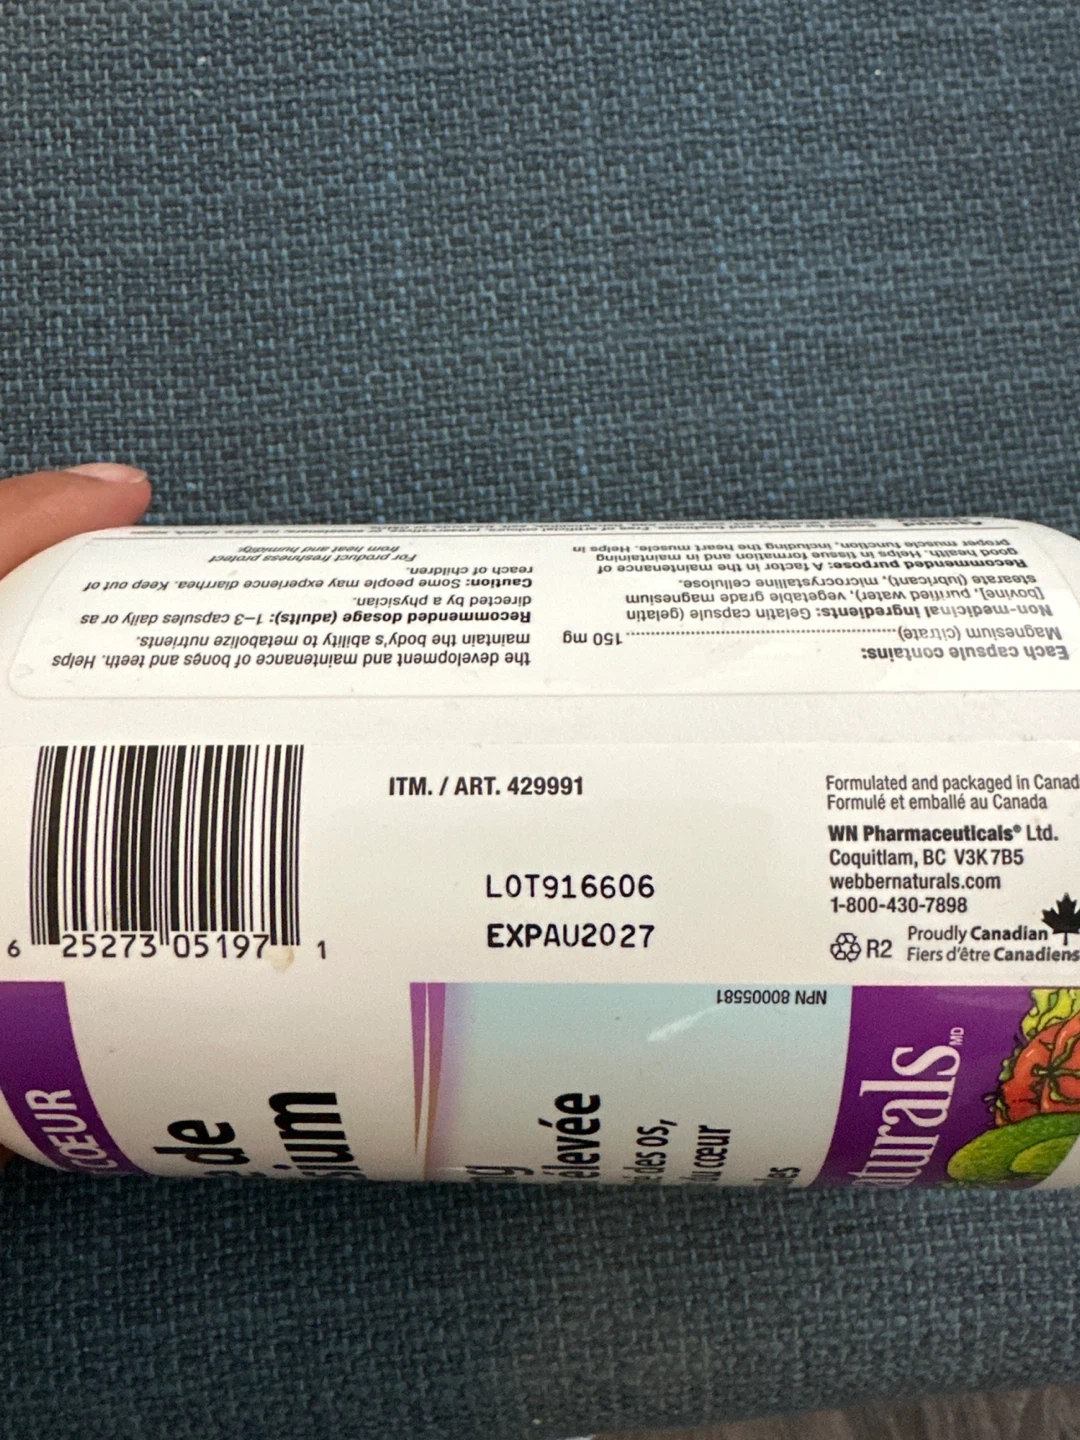 Each capsule contains:
Magnesium (citrate) 150 mg
Non-medicinal ingredients: Gelatin capsule (gelatin
[bovine], purified water), vegetable grade magnesium
stearate (lubricant), microcrystalline cellulose.
Recommended purpose: A factor in the maintenance of
good health. Helps in tissue formation and in maintaining
proper muscle function, including the heart muscle. Helps in
the development and maintenance of bones and teeth. Helps
maintain the body's ability to metabolize nutrients.
Recommended dosage (adults): 1–3 capsules daily or as
directed by a physician.
Caution: Some people may experience diarrhea. Keep out of
reach of children.
For product freshness protect
from heat and humidity.
6 25273 05197 1
ITM. / ART. 429991
LOT916606
EXPAU2027
Formulated and packaged in Canad
Formulé et emballé au Canada
WN Pharmaceuticals® Ltd.
Coquitlam, BC V3K 7B5
webbernaturals.com
1-800-430-7898
R2
Proudly Canadian
Fiers d'être Canadiens
NPN 80005581
CŒUR
de
sium
élevée
des os,
du cœur
turals MD